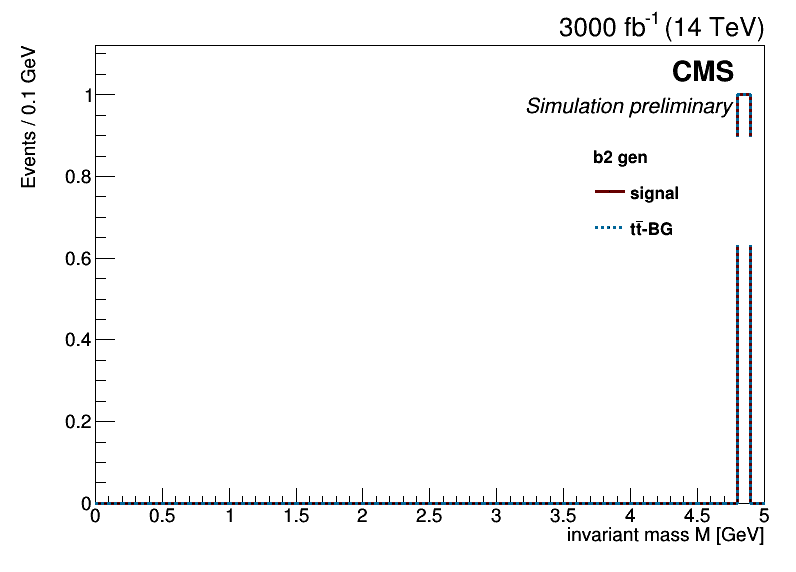 3000 fb⁻¹ (14 TeV)
Events / 0.1 GeV
CMS
Simulation preliminary
b2 gen
signal
tt̅-BG
1
0.8
0.6
0.4
0.2
0
0 0.5 1 1.5 2 2.5 3 3.5 4 4.5 5
invariant mass M [GeV]